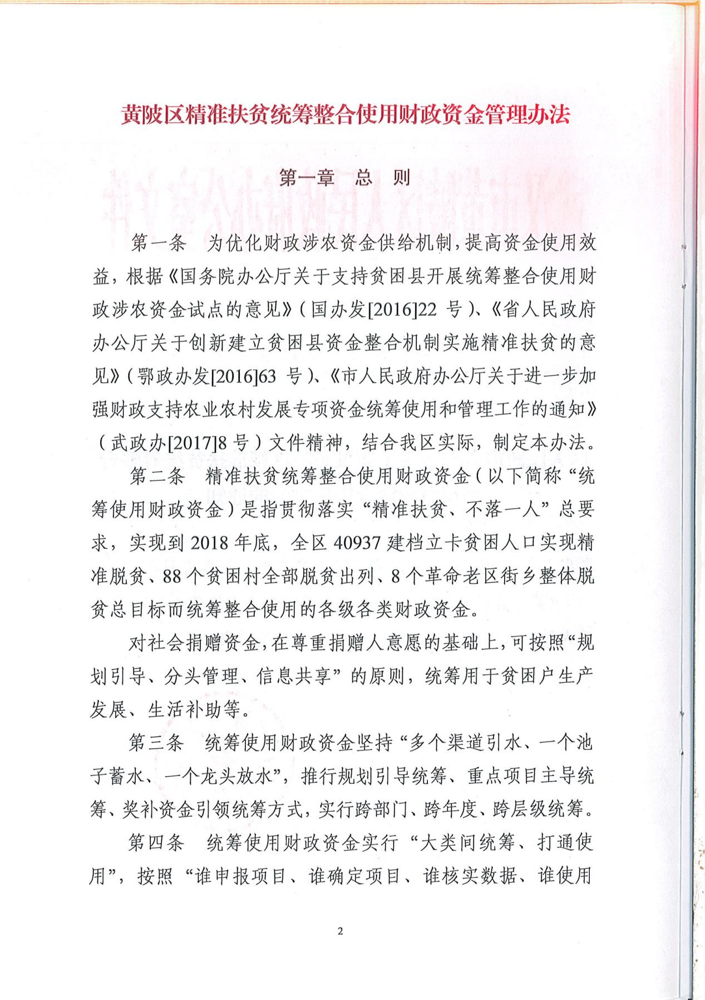 黄陂区精准扶贫统筹整合使用财政资金管理办法
第一章　总　则
第一条　为优化财政涉农资金供给机制，提高资金使用效
益，根据《国务院办公厅关于支持贫困县开展统筹整合使用财
政涉农资金试点的意见》（国办发[2016]22 号）、《省人民政府
办公厅关于创新建立贫困县资金整合机制实施精准扶贫的意
见》（鄂政办发[2016]63 号）、《市人民政府办公厅关于进一步加
强财政支持农业农村发展专项资金统筹使用和管理工作的通知》
（武政办[2017]8 号）文件精神，结合我区实际，制定本办法。
第二条　精准扶贫统筹整合使用财政资金（以下简称“统
筹使用财政资金）是指贯彻落实“精准扶贫、不落一人”总要
求，实现到 2018 年底，全区 40937 建档立卡贫困人口实现精
准脱贫、88 个贫困村全部脱贫出列、8 个革命老区街乡整体脱
贫总目标而统筹整合使用的各级各类财政资金。
对社会捐赠资金，在尊重捐赠人意愿的基础上，可按照“规
划引导、分头管理、信息共享”的原则，统筹用于贫困户生产
发展、生活补助等。
第三条　统筹使用财政资金坚持“多个渠道引水、一个池
子蓄水、一个龙头放水”，推行规划引导统筹、重点项目主导统
筹、奖补资金引领统筹方式，实行跨部门、跨年度、跨层级统筹。
第四条　统筹使用财政资金实行“大类间统筹、打通使
用”，按照“谁申报项目、谁确定项目、谁核实数据、谁使用
2